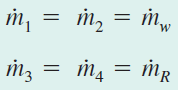 ṁ₁ = ṁ₂ = ṁ_w
ṁ₃ = ṁ₄ = ṁ_R